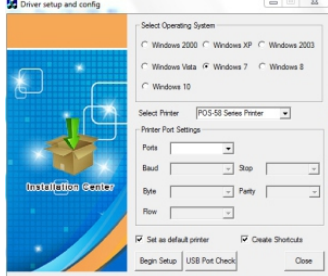 Driver setup and config
Select Operating System
Windows 2000 Windows XP Windows 2003
Windows Vista Windows 7 Windows 8
Windows 10
Select Printer POS-58 Series Printer
Printer Port Settings
Ports
Baud Stop
Byte Parity
Flow
Installation Center
Set as default printer Create Shortcuts
Begin Setup USB Port Check Close